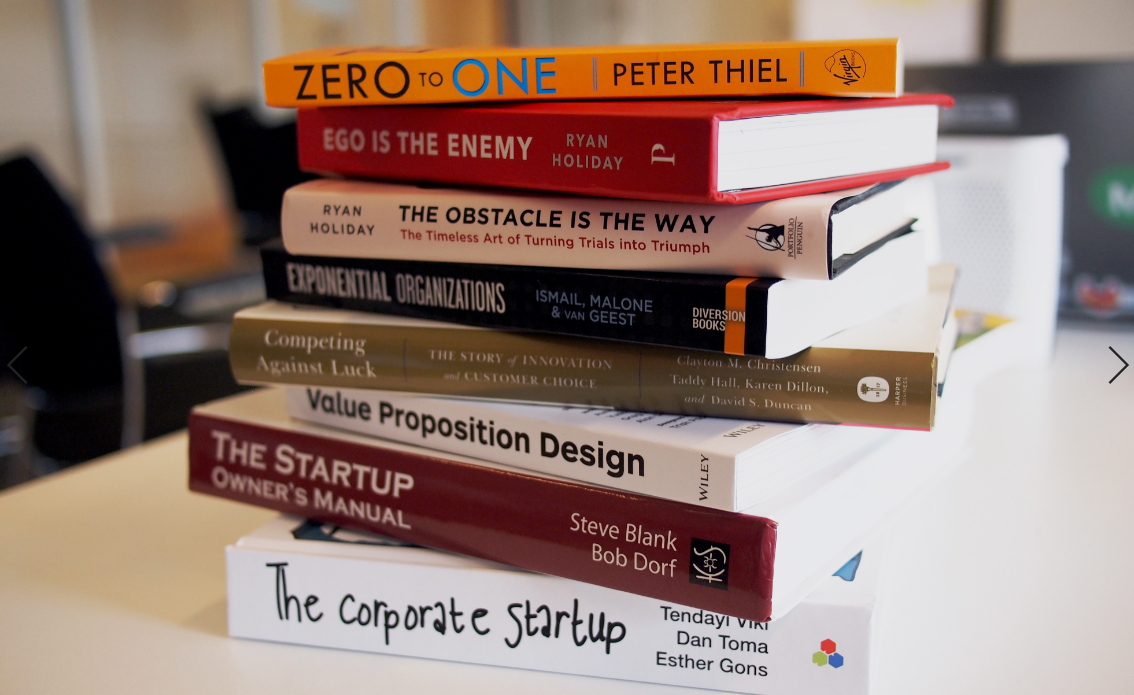 ZERO TO ONE PETER THIEL Virgin
EGO IS THE ENEMY RYAN HOLIDAY P
RYAN HOLIDAY THE OBSTACLE IS THE WAY
The Timeless Art of Turning Trials into Triumph
PORTFOLIO PENGUIN
EXPONENTIAL ORGANIZATIONS ISMAIL, MALONE
& VAN GEEST
DIVERSION
BOOKS
Competing
Against Luck
THE STORY of INNOVATION
and CUSTOMER CHOICE
Clayton M. Christensen
Taddy Hall, Karen Dillon,
and David S. Duncan
HARPER
BUSINESS
Value Proposition Design
WILEY
WILEY
THE STARTUP
OWNER'S MANUAL
Steve Blank
Bob Dorf
The corporate startup
Tendayi Viki
Dan Toma
Esther Gons